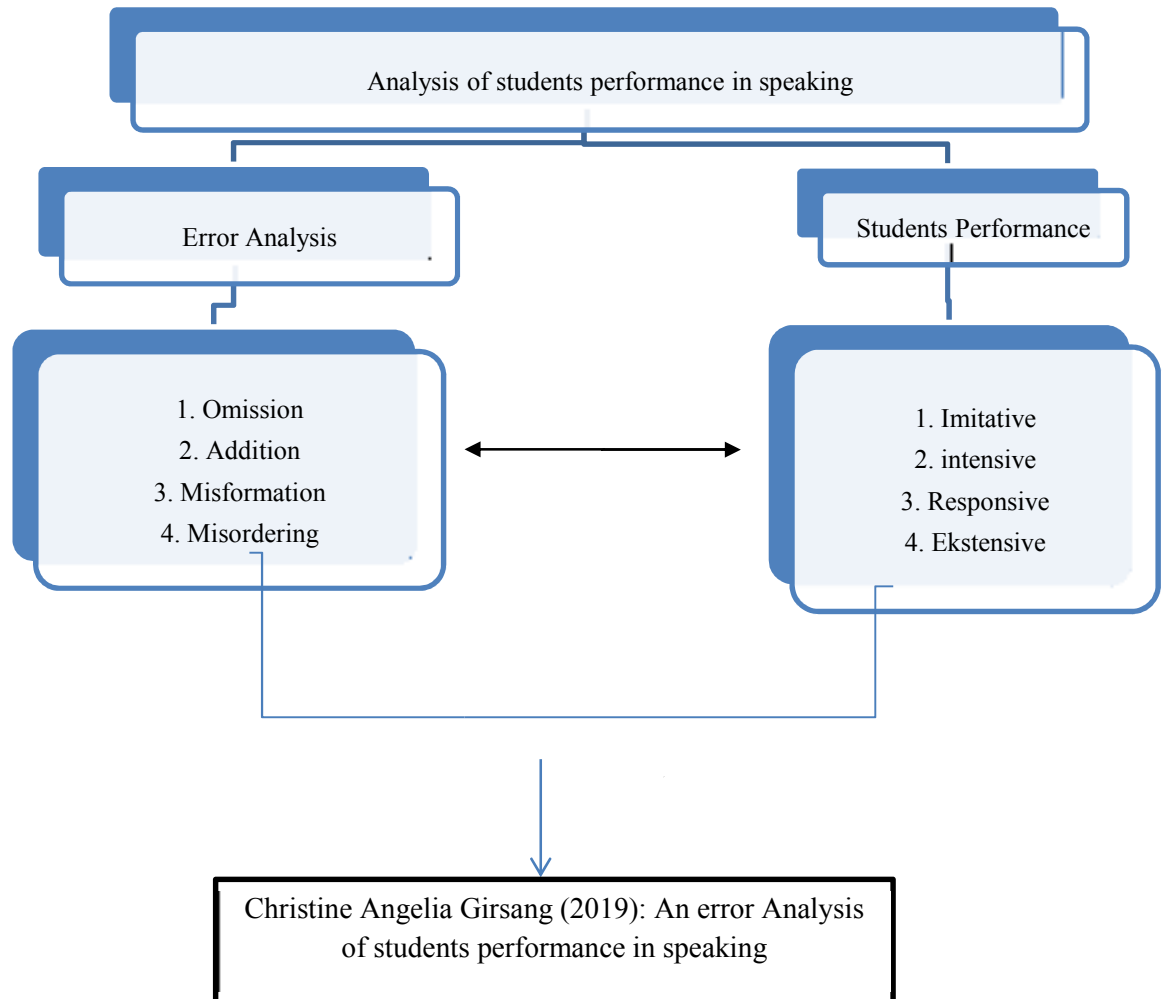 Analysis of students performance in speaking
Error Analysis
Students Performance
1. Omission
2. Addition
3. Misformation
4. Misordering
1. Imitative
2. intensive
3. Responsive
4. Ekstensive
Christine Angelia Girsang (2019): An error Analysis
of students performance in speaking